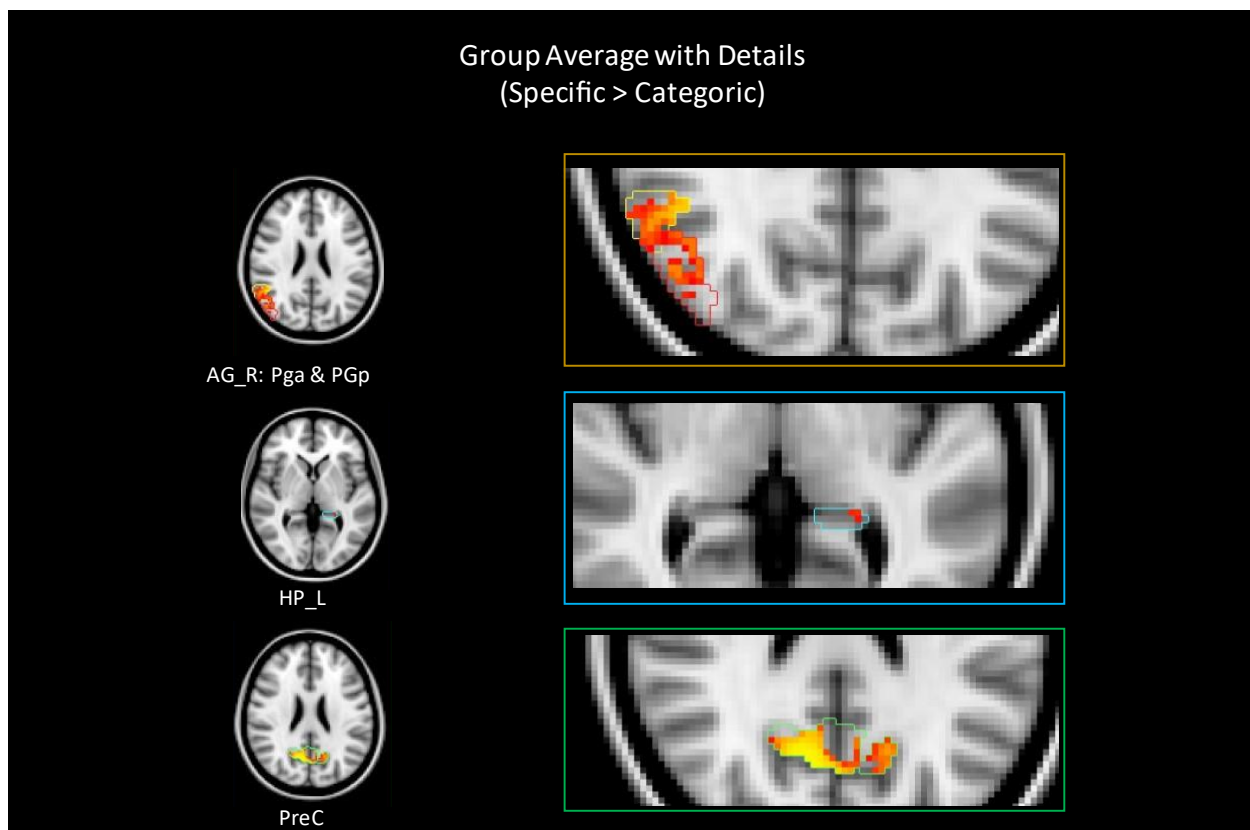 Group Average with Details
(Specific > Categoric)
AG_R: Pga & PGp
HP_L
PreC